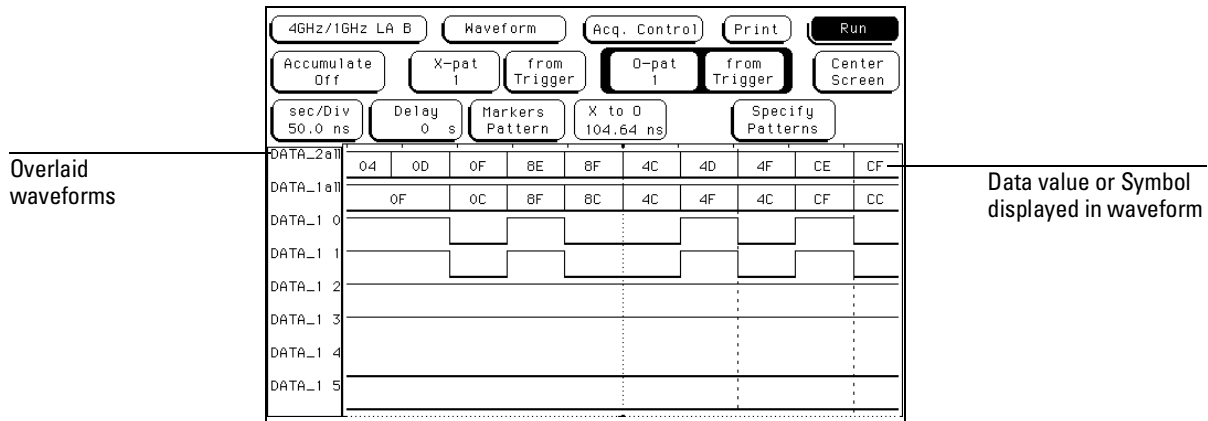 4GHz/1GHz LA B Waveform Acq. Control Print Run
Accumulate Off X-pat 1 from Trigger O-pat 1 from Trigger Center Screen
sec/Div 50.0 ns Delay 0 s Markers Pattern X to O 104.64 ns Specify Patterns
Overlaid waveforms
DATA_2all 04 0D 0F 8E 8F 4C 4D 4F CE CF
Data value or Symbol displayed in waveform
DATA_1all 0F 0C 8F 8C 4C 4F 4C CF CC
DATA_1 0
DATA_1 1
DATA_1 2
DATA_1 3
DATA_1 4
DATA_1 5